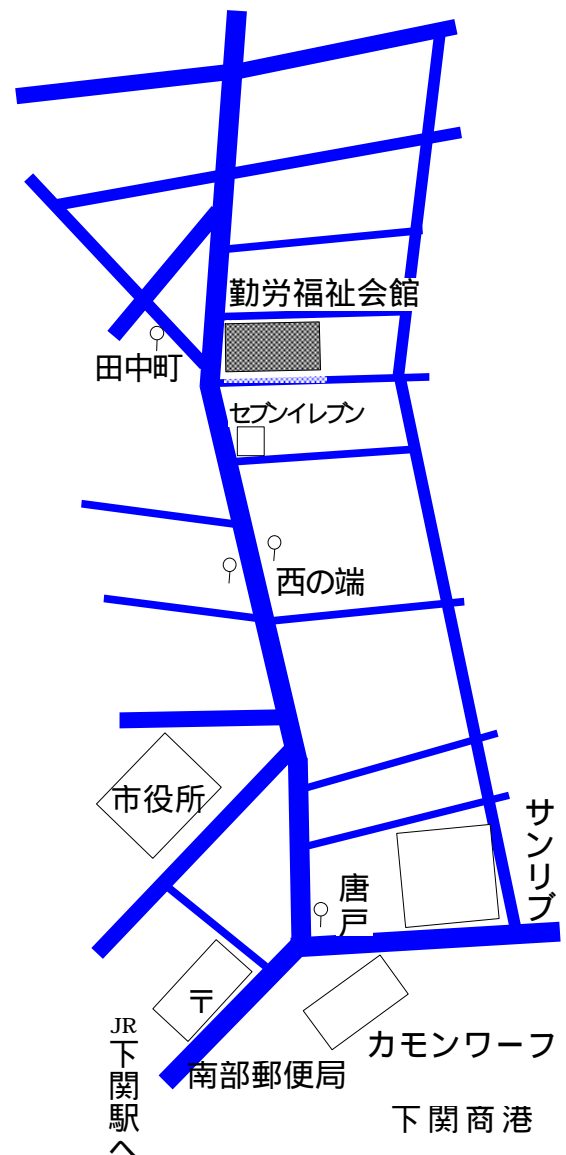 勤労福祉会館
田中町
セブンイレブン
西の端
市役所
サンリブ
唐戸
〒
カモンワーフ
南部郵便局
JR下関駅へ
下関商港